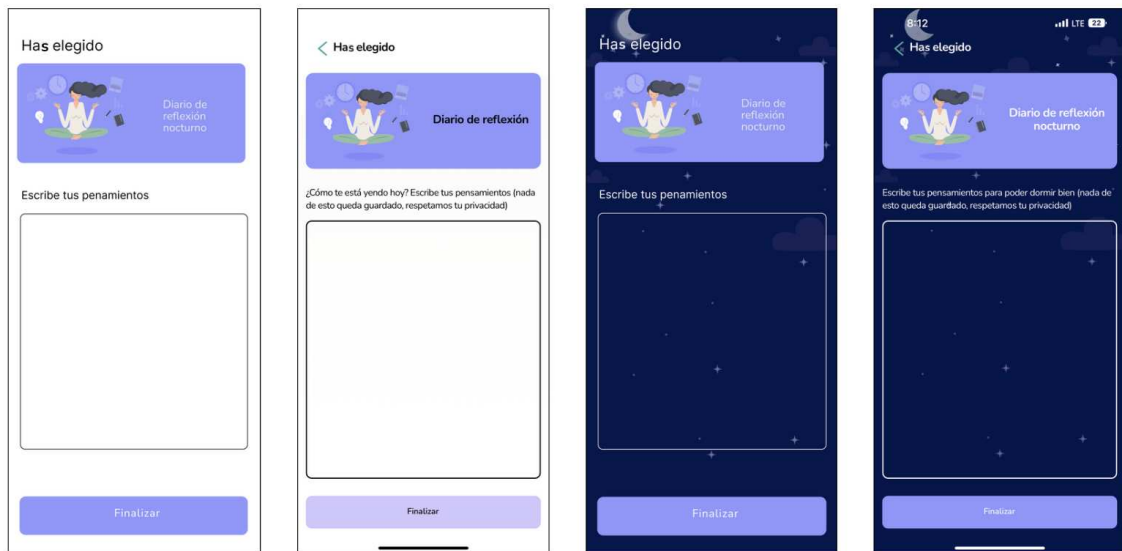 Has elegido
Diario de
reflexión
nocturno
Escribe tus penamientos
Finalizar
Has elegido
Diario de reflexión
¿Cómo te está yendo hoy? Escribe tus pensamientos (nada
de esto queda guardado, respetamos tu privacidad)
Finalizar
Has elegido
Diario de
reflexión
nocturno
Escribe tus penamientos
Finalizar
8:12 LTE 22
Has elegido
Diario de reflexión
nocturno
Escribe tus pensamientos para poder dormir bien (nada de
esto queda guardado, respetamos tu privacidad)
Finalizar